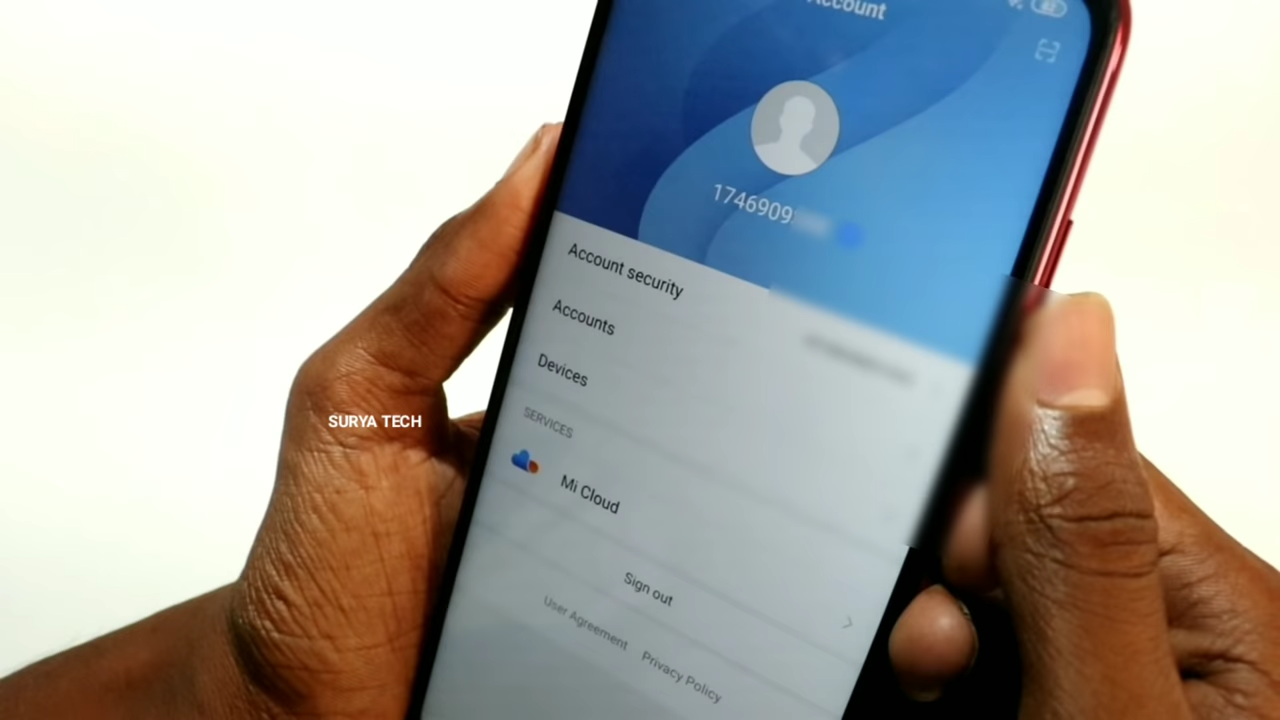 Account
1746909
Account security
Accounts
Devices
SERVICES
Mi Cloud
Sign out
User Agreement Privacy Policy
SURYA TECH